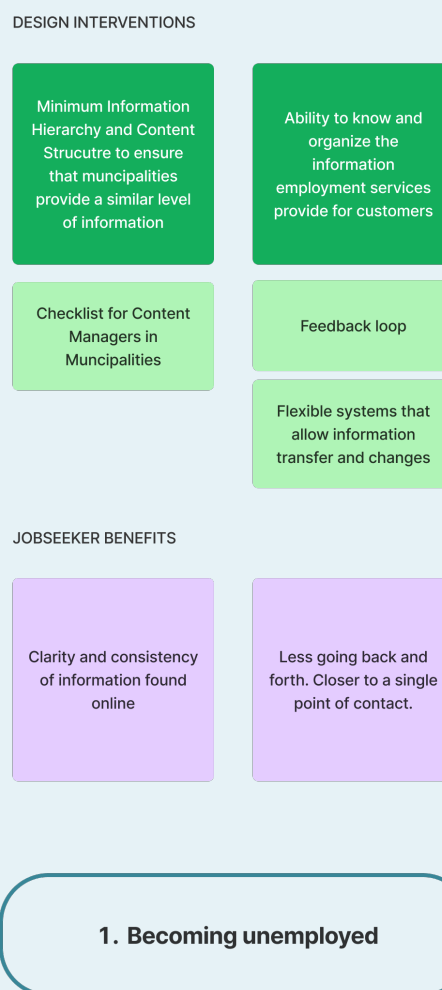 DESIGN INTERVENTIONS
Minimum Information
Hierarchy and Content
Strucutre to ensure
that muncipalities
provide a similar level
of information
Ability to know and
organize the
information
employment services
provide for customers
Checklist for Content
Managers in
Muncipalities
Feedback loop
Flexible systems that
allow information
transfer and changes
JOBSEEKER BENEFITS
Clarity and consistency
of information found
online
Less going back and
forth. Closer to a single
point of contact.
1. Becoming unemployed